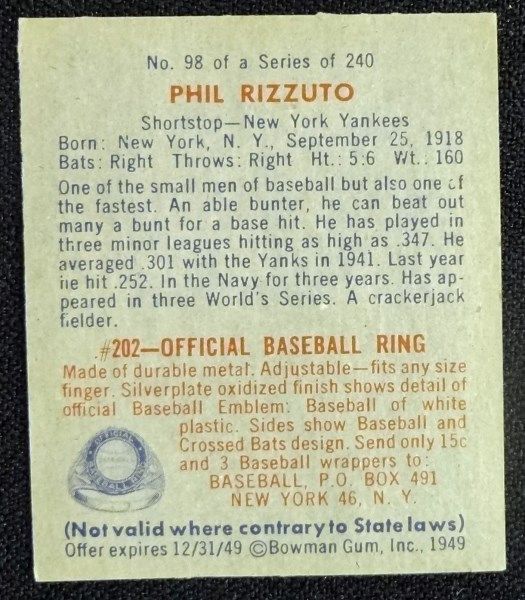 No. 98 of a Series of 240
PHIL RIZZUTO
Shortstop—New York Yankees
Born: New York, N. Y., September 25, 1918
Bats: Right Throws: Right Ht.: 5:6 Wt.: 160
One of the small men of baseball but also one of
the fastest. An able bunter, he can beat out
many a bunt for a base hit. He has played in
three minor leagues hitting as high as .347. He
averaged .301 with the Yanks in 1941. Last year
he hit .252. In the Navy for three years. Has ap-
peared in three World's Series. A crackerjack
fielder.
#202—OFFICIAL BASEBALL RING
Made of durable metal. Adjustable—fits any size
finger. Silverplate oxidized finish shows detail of
official Baseball Emblem: Baseball of white
plastic. Sides show Baseball and
Crossed Bats design. Send only 15c
and 3 Baseball wrappers to:
BASEBALL, P.O. BOX 491
NEW YORK 46, N. Y.
OFFICIAL
BASEBALL RING
(Not valid where contrary to State laws)
Offer expires 12/31/49 ©Bowman Gum, Inc., 1949